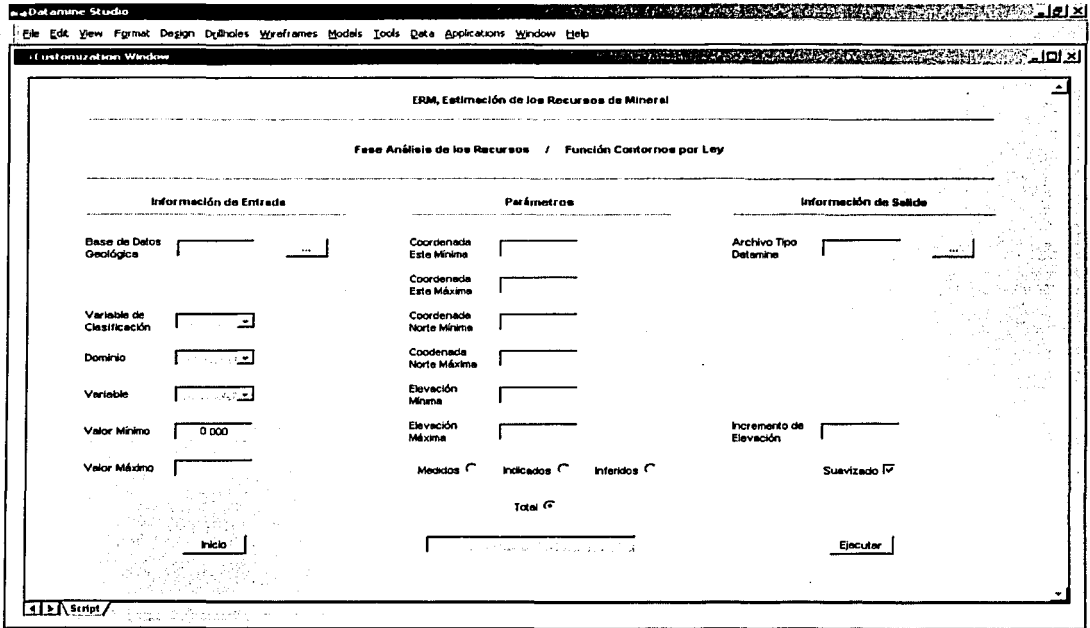 Datamine Studio
File Edit View Format Design Drillholes Wireframes Models Tools Data Applications Window Help
Customization Window
ERM, Estimación de los Recursos de Mineral
Fase Análisis de los Recursos / Función Contornos por Ley
Información de Entrada
Parámetros
Información de Salida
Base de Datos
Geológica
...
Coordenada
Este Mínima
Archivo Tipo
Datamine
...
Coordenada
Este Máxima
Variable de
Clasificación
Coordenada
Norte Mínima
Dominio
Coodenada
Norte Máxima
Variable
Elevación
Mínima
Valor Mínimo
0.000
Elevación
Máxima
Incremento de
Elevación
Valor Máximo
Medidos
Indicados
Inferidos
Suavizado
Total
Inicio
Ejecutar
Script